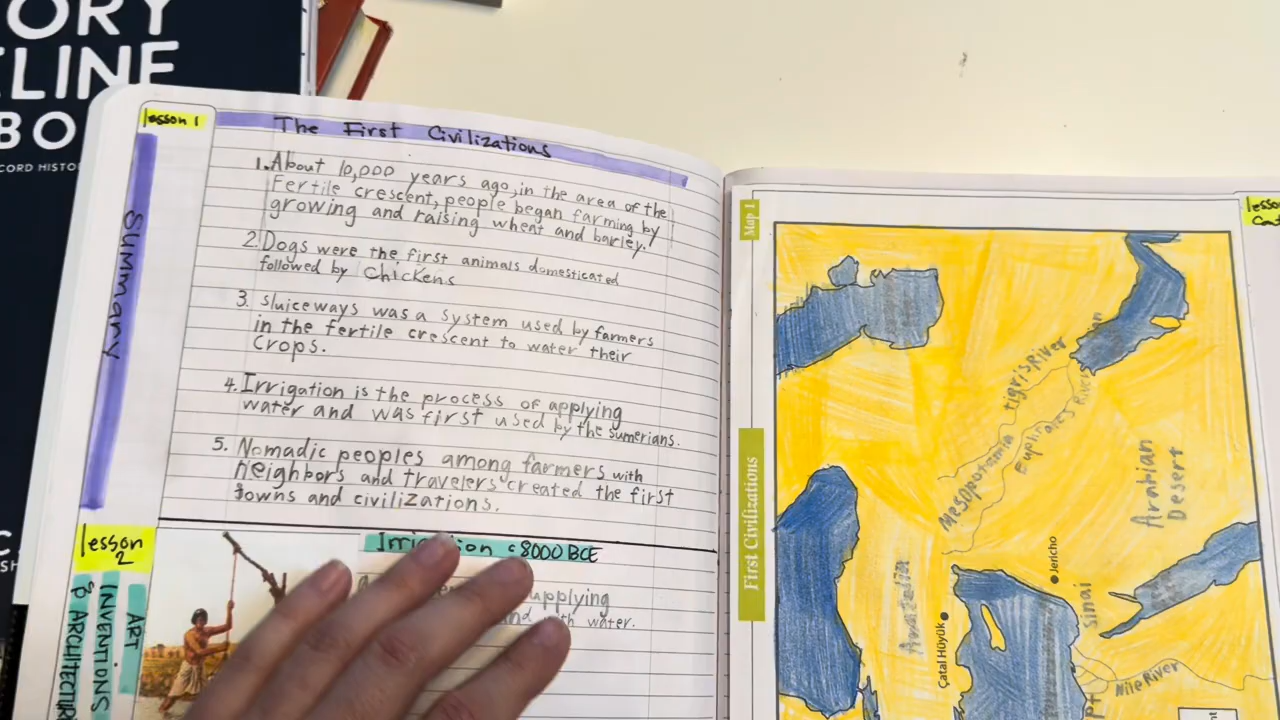 ORY
ELINE
BO
CORD HISTO
lesson 1
The First Civilizations
Summary
1. About 10,000 years ago, in the area of the
Fertile crescent, people began farming by
growing and raising wheat and barley.
2. Dogs were the first animals domesticated
followed by Chickens
3. sluiceways was a system used by farmers
in the fertile crescent to water their
Crops.
4. Irrigation is the process of applying
water and was first used by the sumerians.
5. Nomadic peoples among farmers with
neighbors and travelers created the first
towns and civilizations.
lesson
2
ART
INVENTIONS
& ARCHITECTUR
c 8000 BCE
applying
with water.
Map 1
First Civilizations
tigris River
Mesopotamia
River
Arabian
Desert
Anatolia
Jericho
Sinai
Çatal Hüyük
Nile River